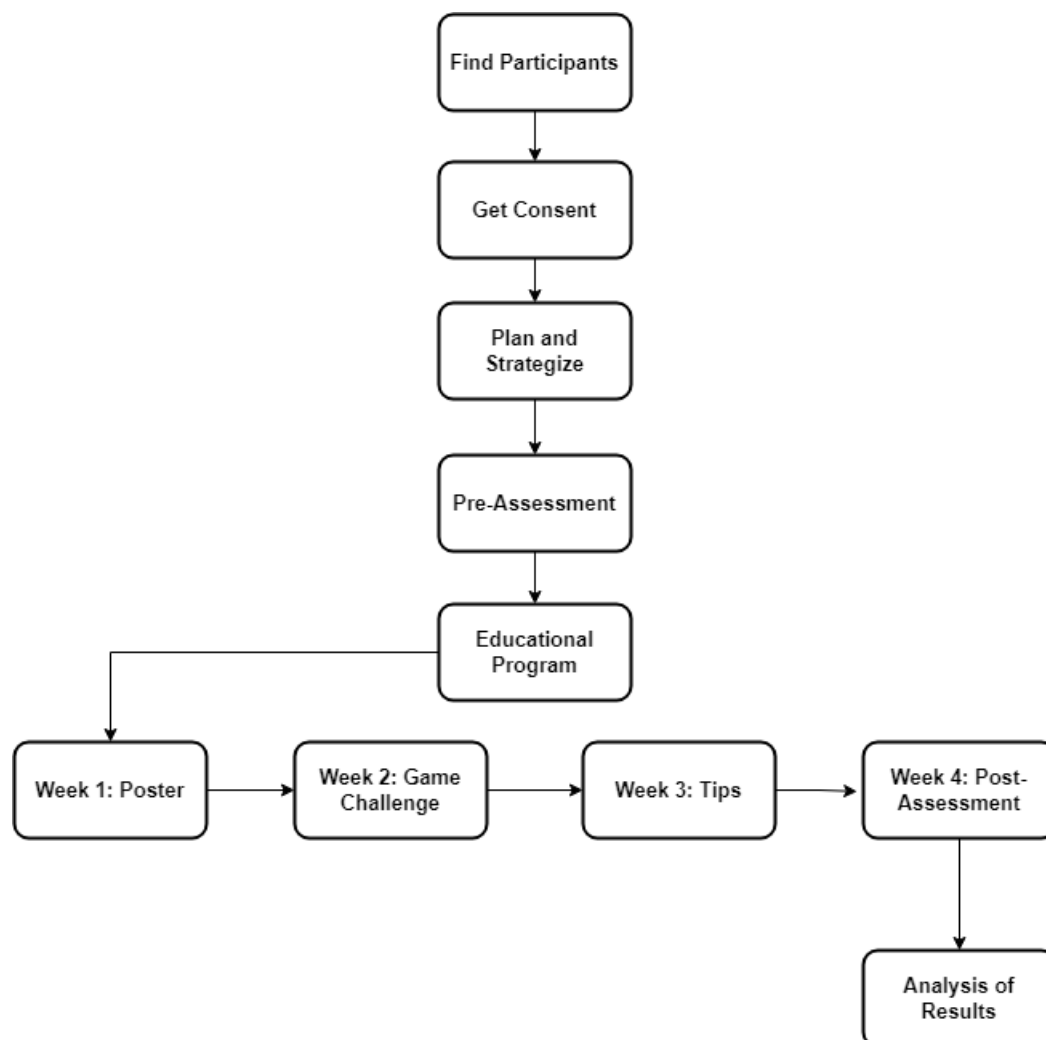 Find Participants
Get Consent
Plan and
Strategize
Pre-Assessment
Educational
Program
Week 1: Poster
Week 2: Game
Challenge
Week 3: Tips
Week 4: Post-
Assessment
Analysis of
Results